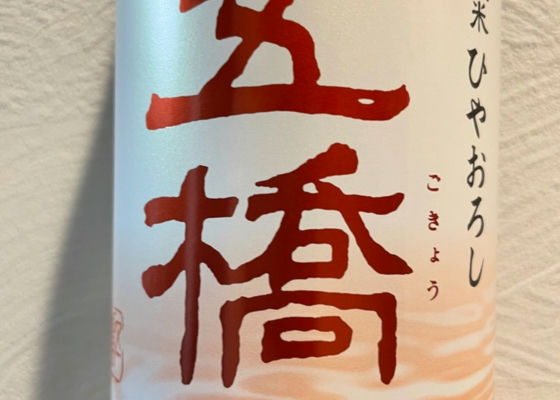 米 ひやおろし
ごきょう
五橋